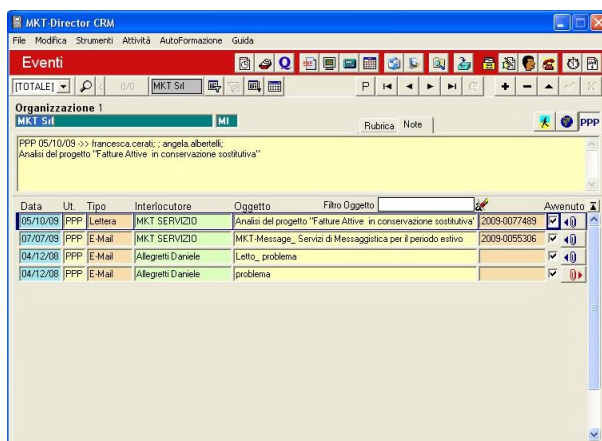 MKT-Director CRM
File Modifica Strumenti Attività AutoFormazione Guida
Eventi
[TOTALE] 0/0 MKT Srl P
Organizzazione 1
MKT Srl MI Rubrica Note PPP
PPP 05/10/09 ->> francesca.cerati; ; angela.albertelli;
Analisi del progetto "Fatture Attive in conservazione sostitutiva"
Data Ut. Tipo Interlocutore Oggetto Filtro Oggetto Avvenuto
05/10/09 PPP Lettera MKT SERVIZIO Analisi del progetto "Fatture Attive in conservazione sostitutiva" 2009-0077489
07/07/09 PPP E-Mail MKT SERVIZIO MKT-Message_ Servizi di Messaggistica per il periodo estivo 2009-0055306
04/12/08 PPP E-Mail Allegretti Daniele Letto_ problema
04/12/08 PPP E-Mail Allegretti Daniele problema